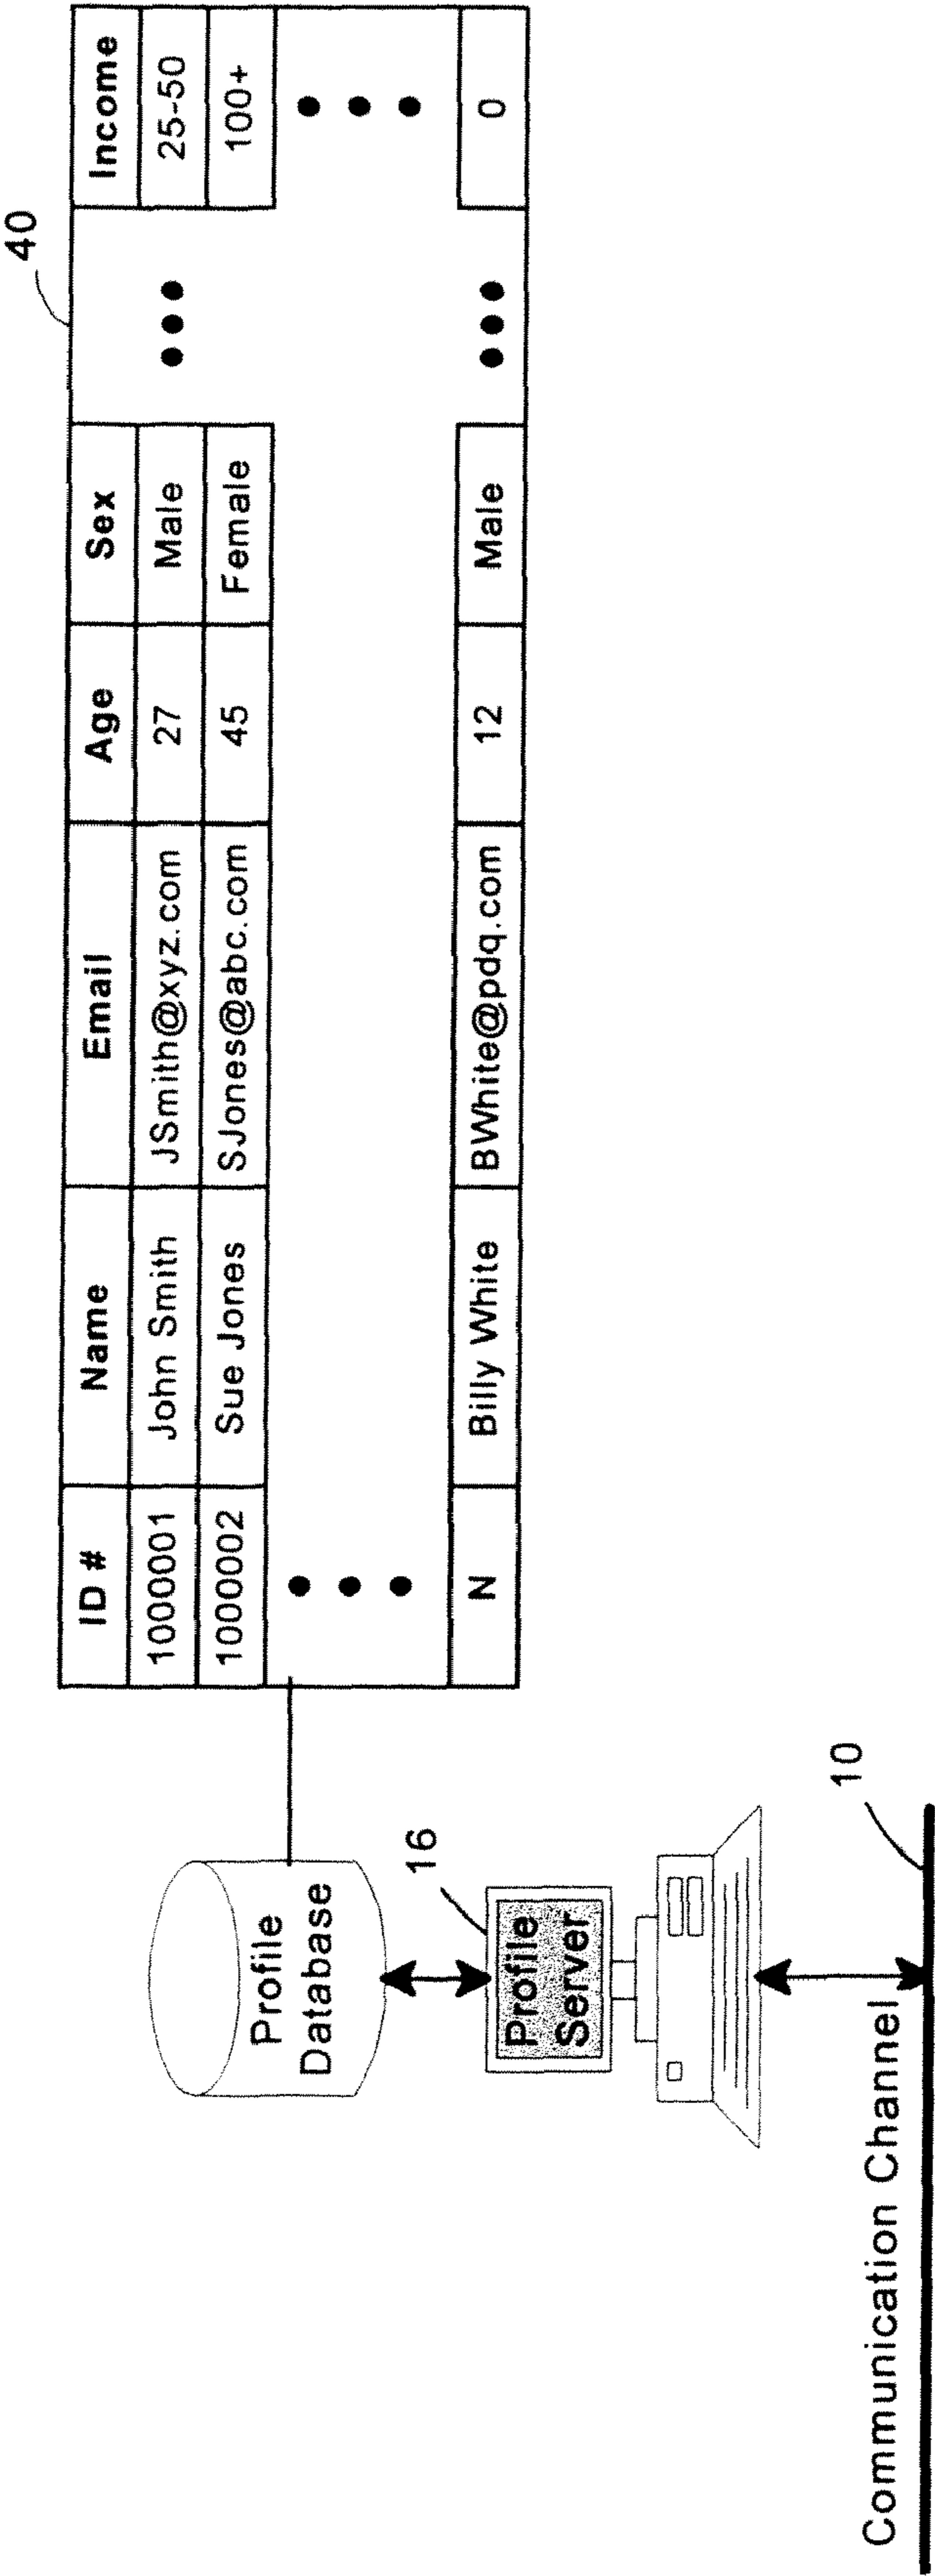 40
ID # Name Email Age Sex Income
1000001 John Smith JSmith@xyz.com 27 Male 25-50
1000002 Sue Jones SJones@abc.com 45 Female 100+
N Billy White BWhite@pdq.com 12 Male 0
Profile
Database
16
Profile
Server
10
Communication Channel